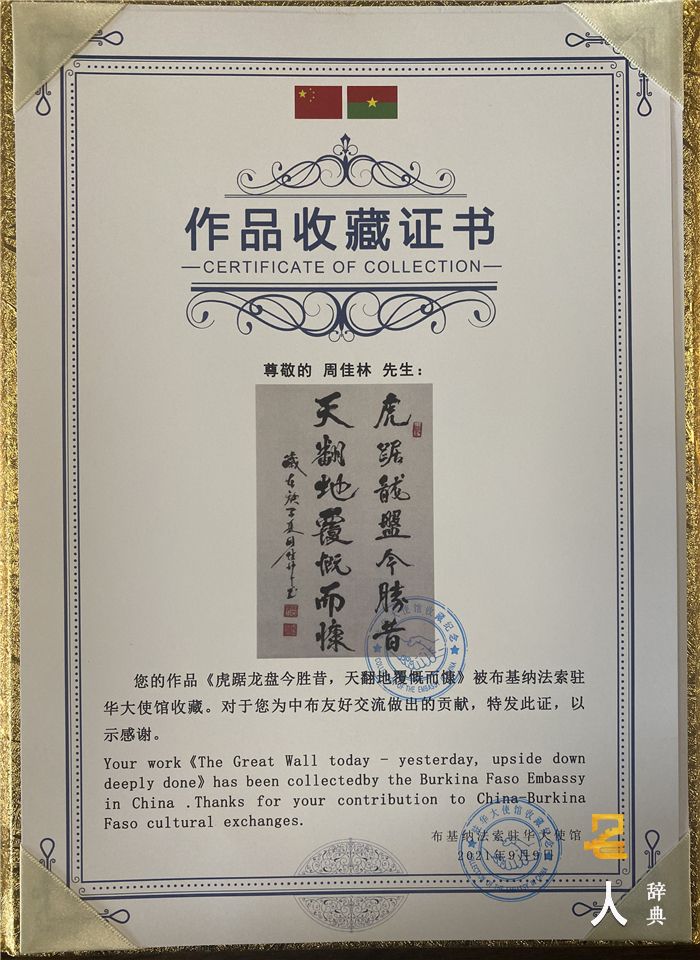 作品收藏证书
CERTIFICATE OF COLLECTION
尊敬的 周佳林 先生：
虎踞龍盤今勝昔
天翻地覆慨而慷
歲在
您的作品《虎踞龙盘今胜昔，天翻地覆慨而慷》被布基纳法索驻
华大使馆收藏。对于您为中布友好交流做出的贡献，特发此证，以
示感谢。
Your work《The Great Wall today - yesterday, upside down
deeply done》has been collectedby the Burkina Faso Embassy
in China .Thanks for your contribution to China-Burkina
Faso cultural exchanges.
布基纳法索驻华大使馆
2021年9月9日
人
辞典